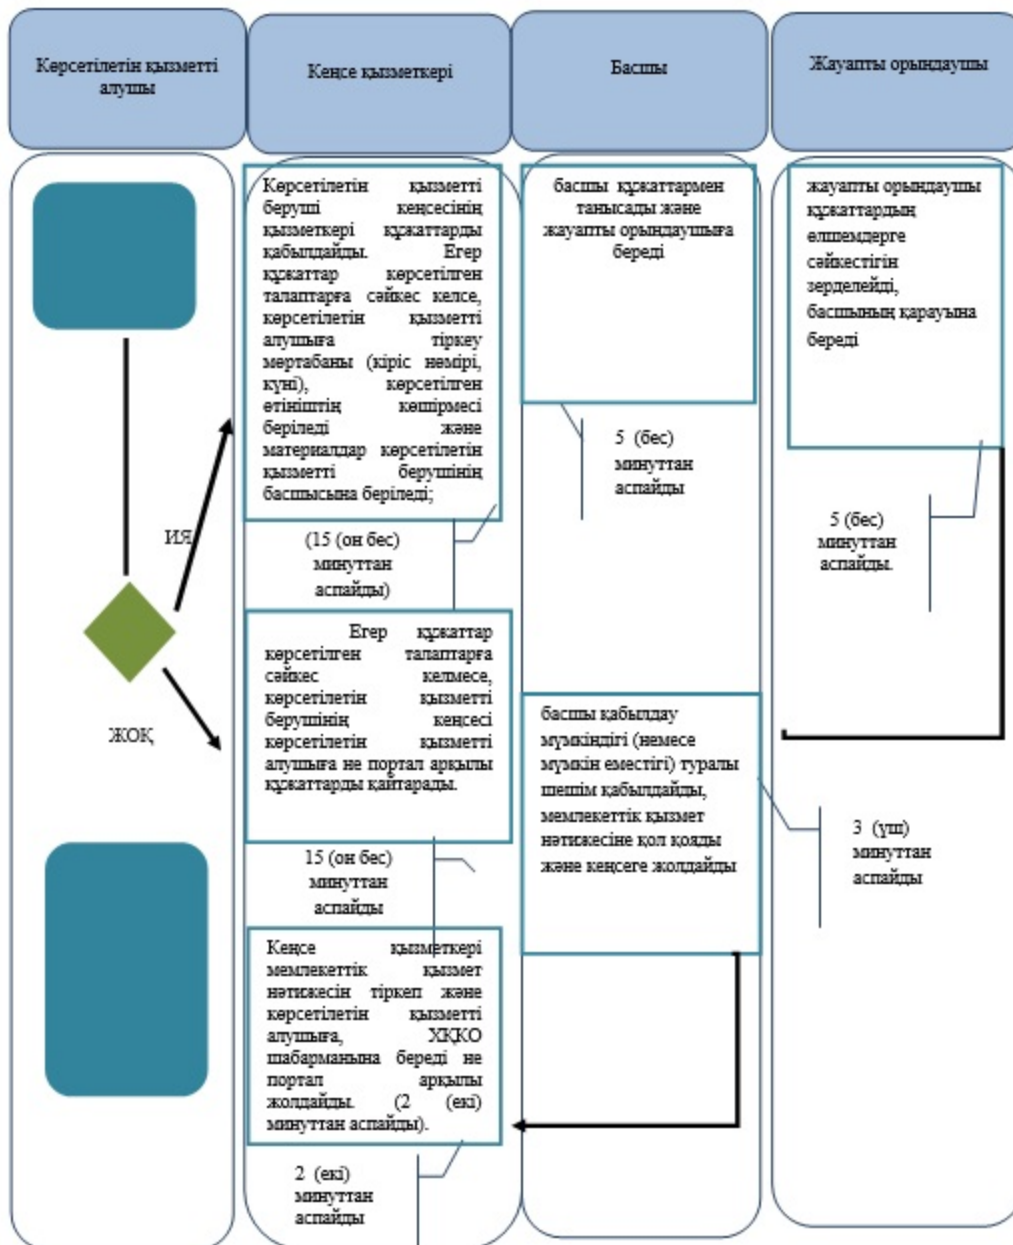 Көрсетілетін қызметті
алушы
Кеңсе қызметкері
Басшы
Жауапты орындаушы
Көрсетілетін қызметті
беруші кеңсесінің
қызметкері құжаттарды
қабылдайды. Егер
құжаттар көрсетілген
талаптарға сәйкес келсе,
көрсетілетін қызметті
алушыға тіркеу
мөртабаны (кіріс нөмірі,
күні), көрсетілген
өтініштің көшірмесі
беріледі және
материалдар көрсетілетін
қызметті берушінің
басшысына беріледі;
(15 (он бес)
минуттан
аспайды)
басшы құжаттармен
танысады және
жауапты орындаушыға
береді
5 (бес)
минуттан
аспайды
жауапты орындаушы
құжаттардың
өлшемдерге
сәйкестігін
зерделейді,
басшының қарауына
береді
5 (бес)
минуттан
аспайды.
ИЯ
ЖОҚ
Егер құжаттар
көрсетілген талаптарға
сәйкес келмесе,
көрсетілетін қызметті
берушінің кеңсесі
көрсетілетін қызметті
алушыға не портал арқылы
құжаттарды қайтарады.
15 (он бес)
минуттан
аспайды
басшы қабылдау
мүмкіндігі (немесе
мүмкін еместігі) туралы
шешім қабылдайды,
мемлекеттік қызмет
нәтижесіне қол қояды
және кеңсеге жолдайды
3 (үш)
минуттан
аспайды
Кеңсе қызметкері
мемлекеттік қызмет
нәтижесін тіркеп және
көрсетілетін қызметті
алушыға, ХҚКО
шабарманына береді не
портал арқылы
жолдайды. (2 (екі)
минуттан аспайды).
2 (екі)
минуттан
аспайды